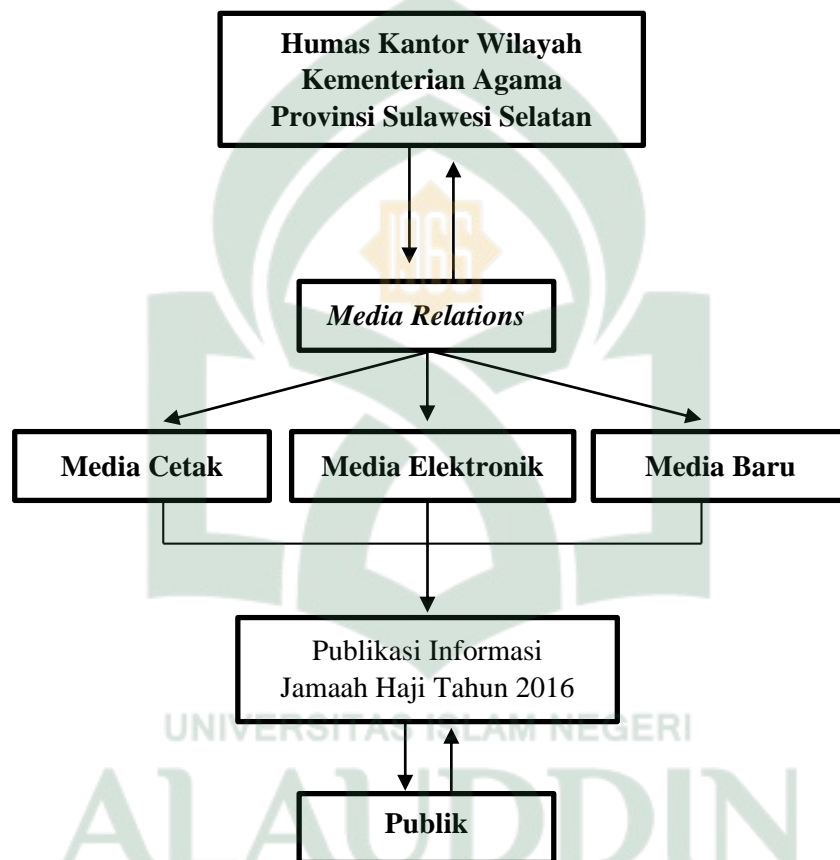 Humas Kantor Wilayah
Kementerian Agama
Provinsi Sulawesi Selatan
1965
Media Relations
Media Cetak
Media Elektronik
Media Baru
Publikasi Informasi
Jamaah Haji Tahun 2016
UNIVERSITAS ISLAM NEGERI
ALAUDDIN
Publik